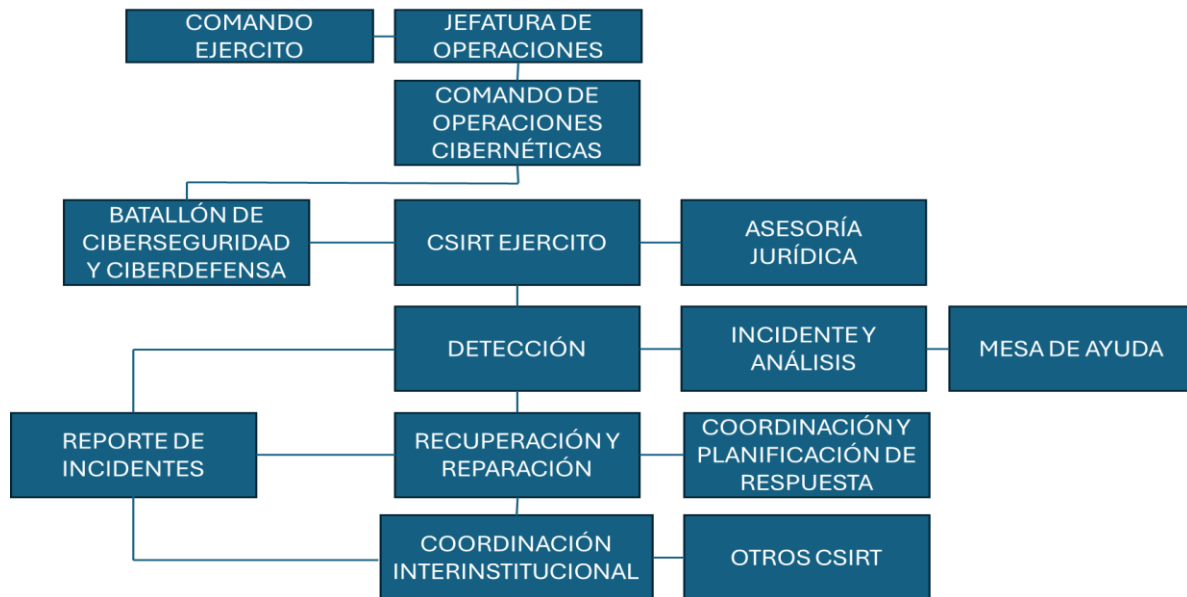 COMANDO
EJERCITO
JEFATURA DE
OPERACIONES
COMANDO DE
OPERACIONES
CIBERNÉTICAS
BATALLÓN DE
CIBERSEGURIDAD
Y CIBERDEFENSA
CSIRT EJERCITO
ASESORÍA
JURÍDICA
DETECCIÓN
INCIDENTE Y
ANÁLISIS
MESA DE AYUDA
REPORTE DE
INCIDENTES
RECUPERACIÓN Y
REPARACIÓN
COORDINACIÓN Y
PLANIFICACIÓN DE
RESPUESTA
COORDINACIÓN
INTERINSTITUCIONAL
OTROS CSIRT